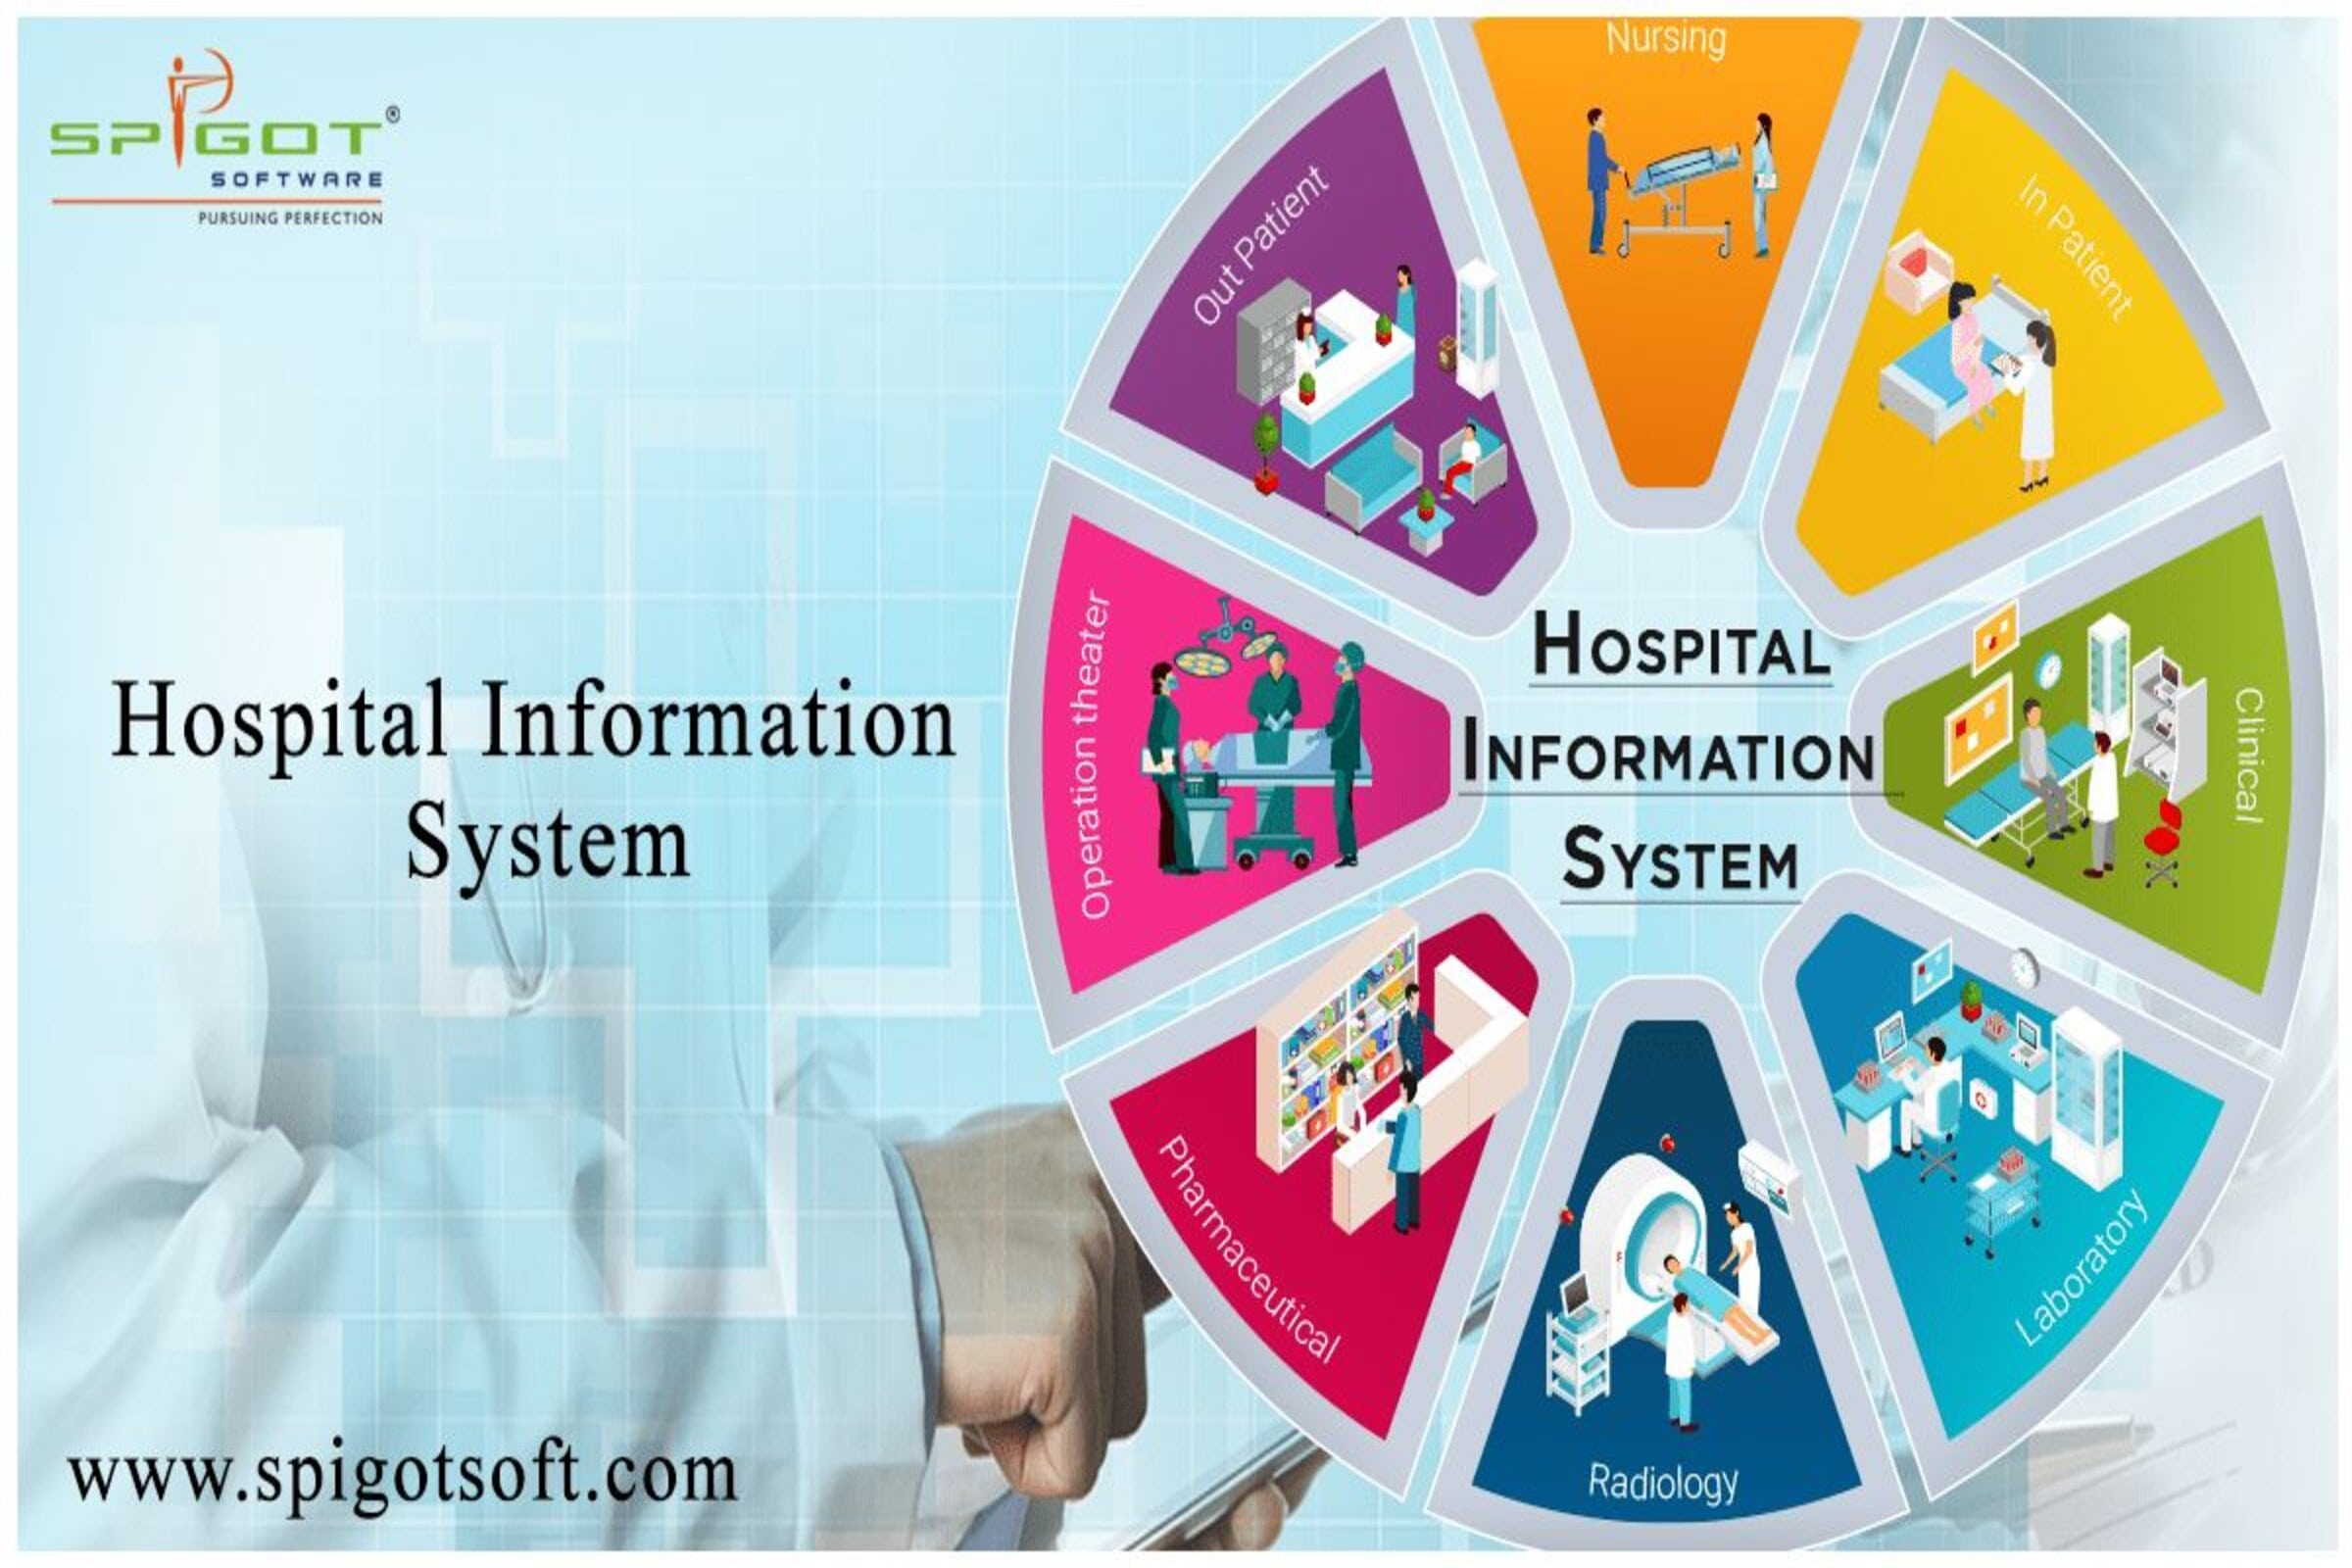 SPIGOT®
SOFTWARE
PURSUING PERFECTION
Hospital Information
System
www.spigotsoft.com
Nursing
In Patient
Clinical
Laboratory
Radiology
Pharmaceutical
Operation theater
Out Patient
HOSPITAL
INFORMATION
SYSTEM